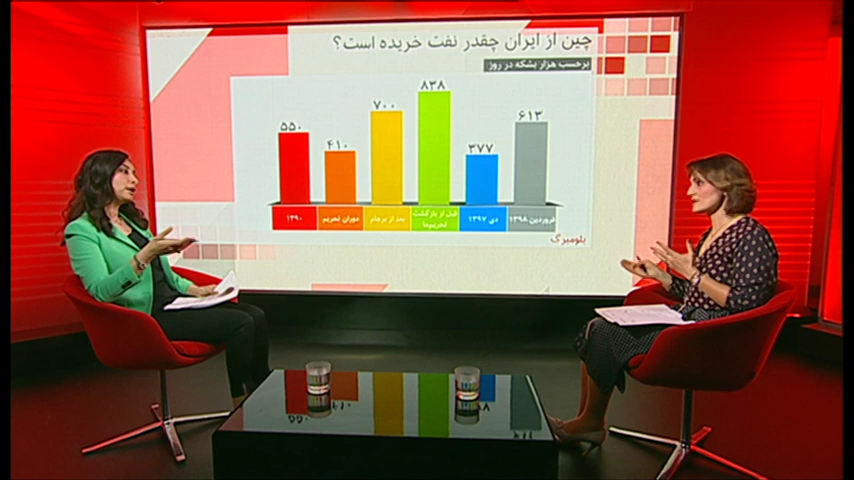 چین از ایران چقدر نفت خریده است؟
برحسب هزار بشکه در روز
۵۵۰ ۴۱۰ ۷۰۰ ۸۳۸ ۳۷۷ ۶۱۳
۱۳۹۰
دوران تحریم
بعد از برجام
قبل از بازگشت
تحریم‌ها
دی ۱۳۹۷
فروردین ۱۳۹۸
بلومبرگ